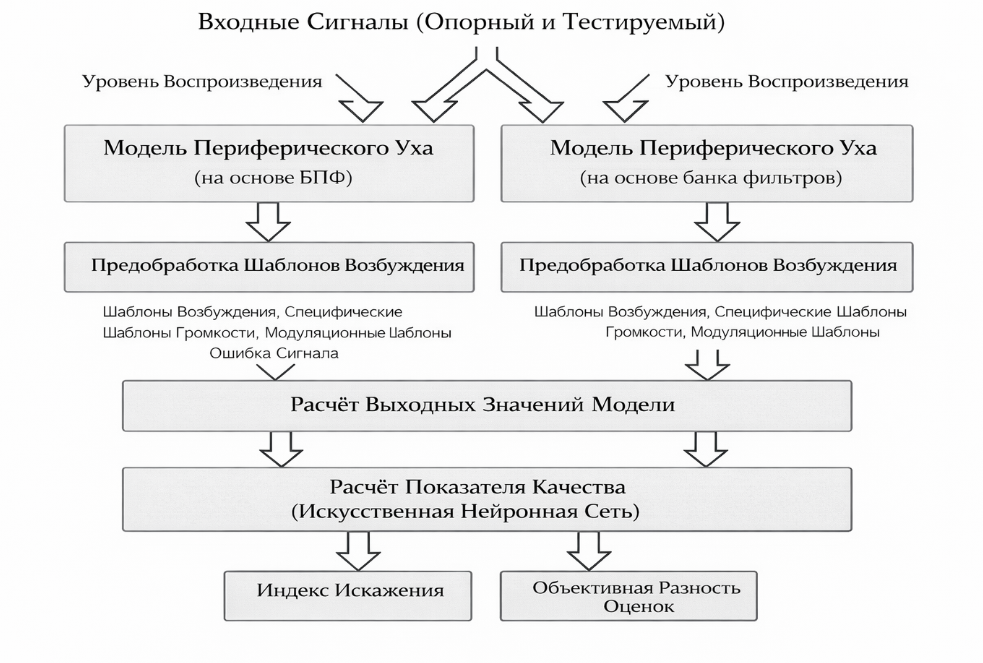 Входные Сигналы (Опорный и Тестируемый)
Уровень Воспроизведения
Уровень Воспроизведения
Модель Периферического Уха
(на основе БПФ)
Модель Периферического Уха
(на основе банка фильтров)
Предобработка Шаблонов Возбуждения
Предобработка Шаблонов Возбуждения
Шаблоны Возбуждения, Специфические
Шаблоны Громкости, Модуляционные Шаблоны
Ошибка Сигнала
Шаблоны Возбуждения, Специфические Шаблоны
Громкости, Модуляционные Шаблоны
Расчёт Выходных Значений Модели
Расчёт Показателя Качества
(Искусственная Нейронная Сеть)
Индекс Искажения
Объективная Разность
Оценок